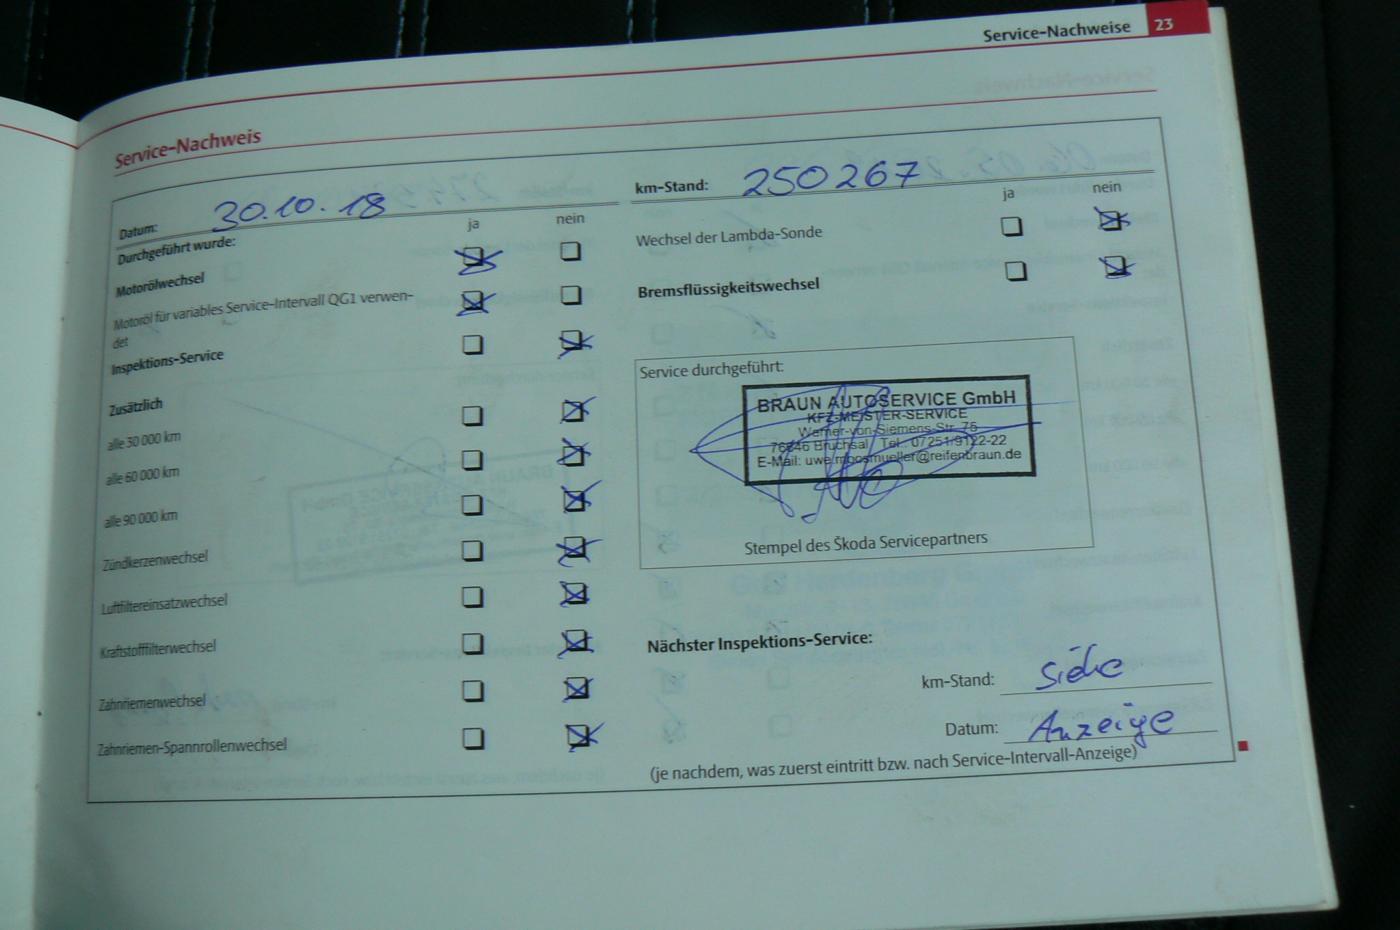 Service-Nachweise 23
Service-Nachweis
Datum: 30.10.18
ja nein
Durchgeführt wurde:
Motorölwechsel
Motoröl für variables Service-Intervall QG1 verwen-
det
Inspektions-Service
Zusätzlich
alle 30 000 km
alle 60 000 km
alle 90 000 km
Zündkerzenwechsel
Luftfiltereinsatzwechsel
Kraftstofffilterwechsel
Zahnriemenwechsel
Zahnriemen-Spannrollenwechsel
km-Stand: 250267
ja nein
Wechsel der Lambda-Sonde
Bremsflüssigkeitswechsel
Service durchgeführt:
BRAUN AUTOSERVICE GmbH
KFZ-MEISTER-SERVICE
Werner-von-Siemens-Str. 75
76646 Bruchsal Tel.: 07251/9122-22
E-Mail: uwe.moosmueller@reifenbraun.de
Stempel des Škoda Servicepartners
Nächster Inspektions-Service:
km-Stand: Siehe
Datum: Anzeige
(je nachdem, was zuerst eintritt bzw. nach Service-Intervall-Anzeige)